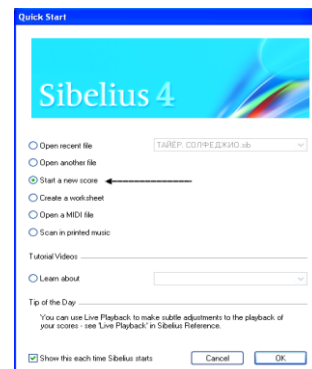 Quick Start
Sibelius 4
Open recent file
ТАЙЁР СОЛФЕДЖИО.sib
Open another file
Start a new score
Create a worksheet
Open a MIDI file
Scan in printed music
Tutorial Videos
Learn about
Tip of the Day
You can use Live Playback to make subtle adjustments to the playback of
your scores - see 'Live Playback' in Sibelius Reference.
Show this each time Sibelius starts
Cancel
OK